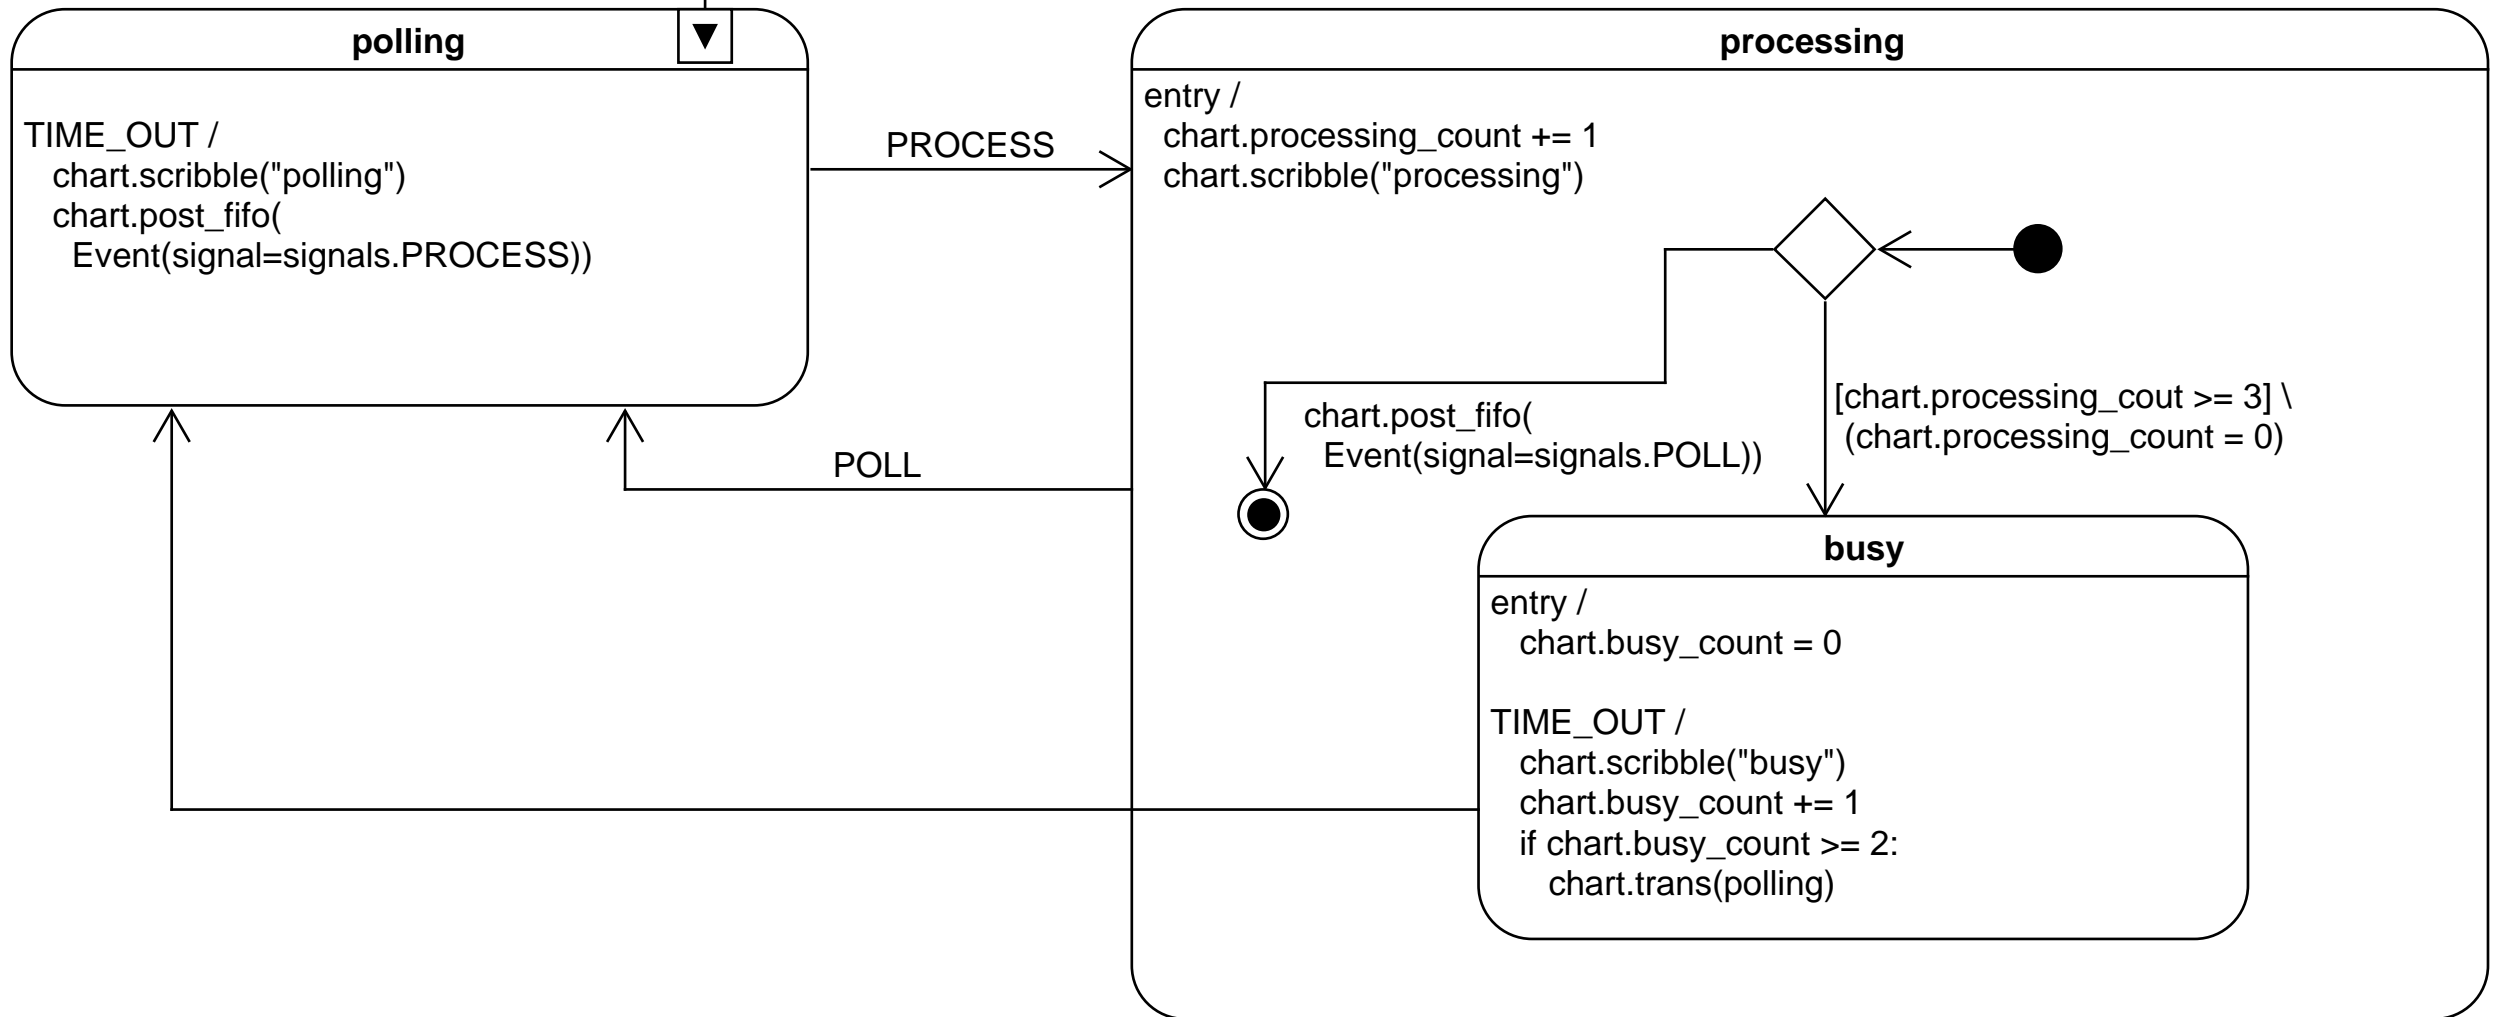 polling
TIME_OUT /
chart.scribble("polling")
chart.post_fifo(
Event(signal=signals.PROCESS))
PROCESS
processing
entry /
chart.processing_count += 1
chart.scribble("processing")
chart.post_fifo(
Event(signal=signals.POLL))
[chart.processing_cout >= 3] \
(chart.processing_count = 0)
POLL
busy
entry /
chart.busy_count = 0
TIME_OUT /
chart.scribble("busy")
chart.busy_count += 1
if chart.busy_count >= 2:
chart.trans(polling)